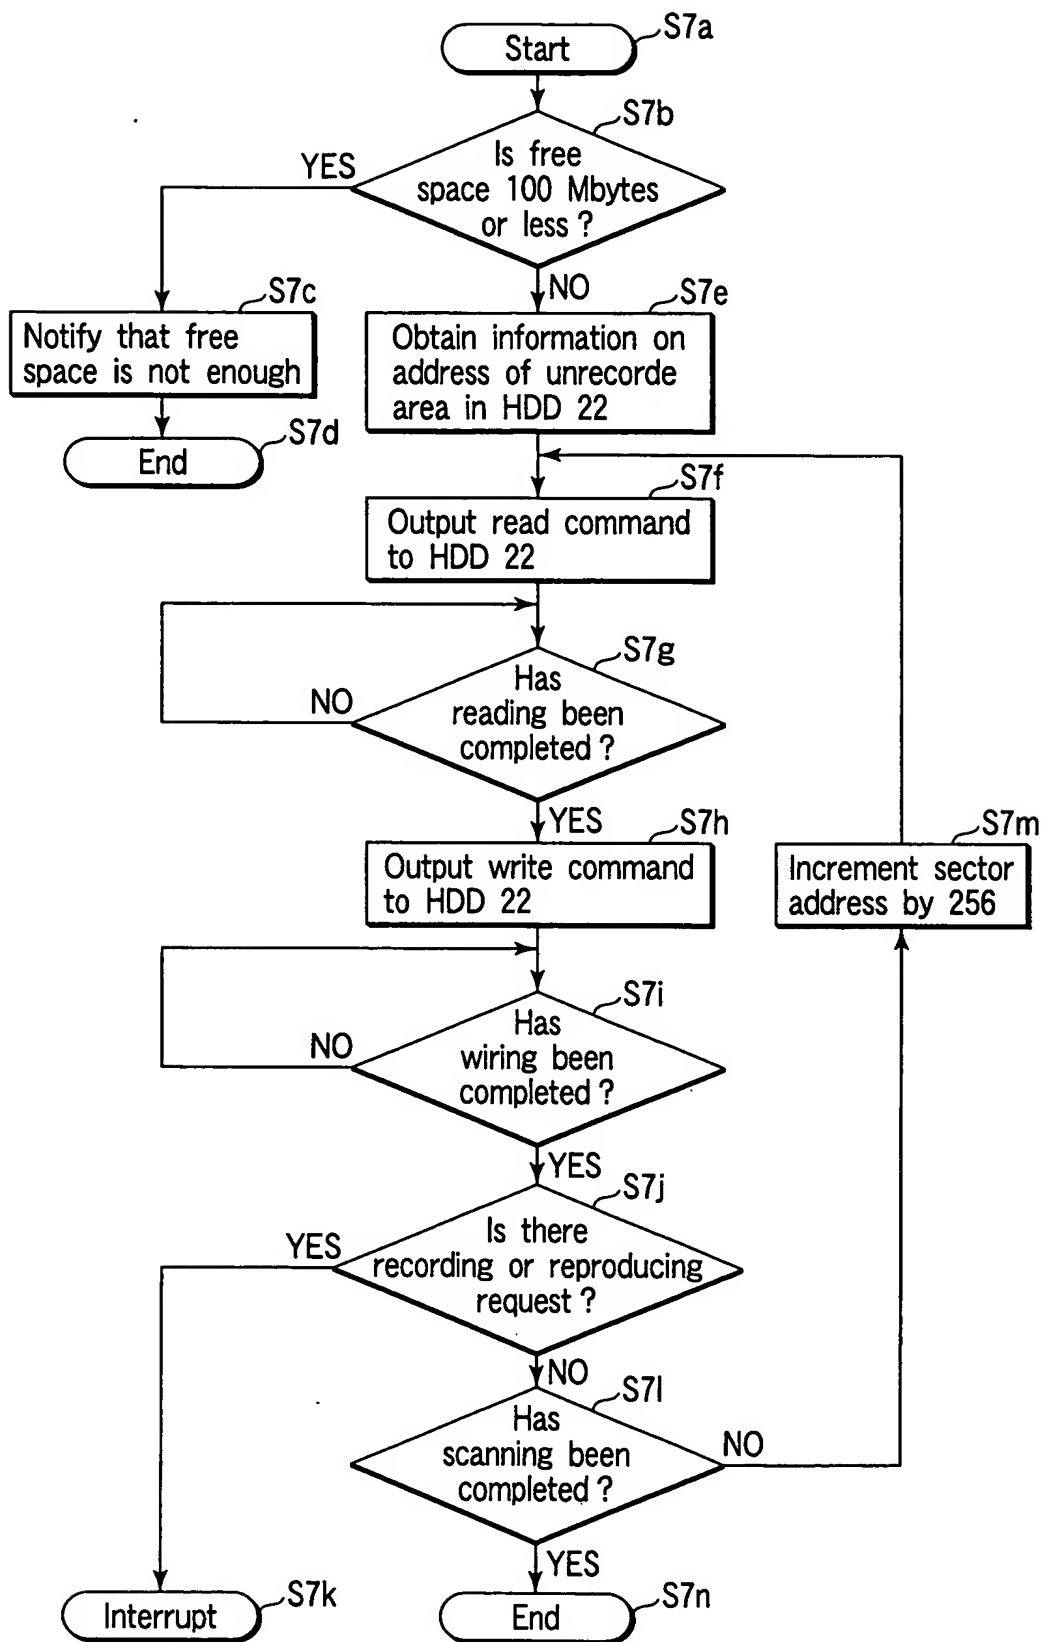 Start
S7a
S7b
Is free
space 100 Mbytes
or less ?
YES
NO
S7c
Notify that free
space is not enough
S7d
End
S7e
Obtain information on
address of unrecorde
area in HDD 22
S7f
Output read command
to HDD 22
S7g
Has
reading been
completed ?
NO
YES
S7h
Output write command
to HDD 22
S7m
Increment sector
address by 256
S7i
Has
wiring been
completed ?
NO
YES
S7j
Is there
recording or reproducing
request ?
YES
NO
S7l
Has
scanning been
completed ?
NO
YES
Interrupt
S7k
End
S7n